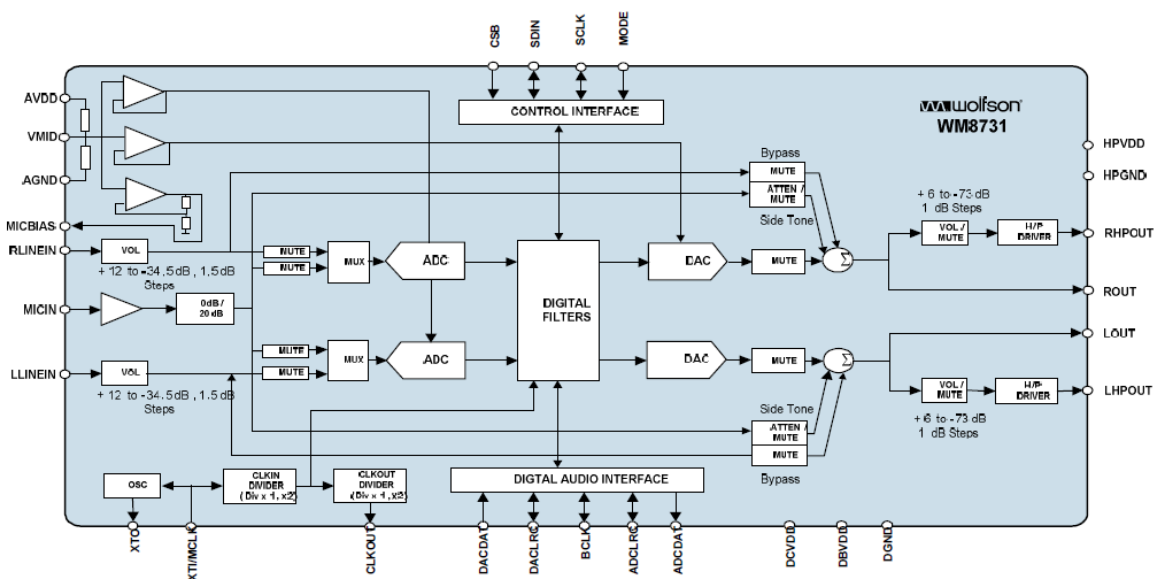 CSB
SDIN
SCLK
MODE
AVDD
VMID
AGND
MICBIAS
RLINEIN
MICIN
LLINEIN
CONTROL INTERFACE
wolfson
WM8731
HPVDD
HPGND
RHPOUT
ROUT
LOUT
LHPOUT
Bypass
MUTE
ATTEN /
MUTE
Side Tone
+ 6 to -73 dB
1 dB Steps
VOL /
MUTE
H/P
DRIVER
VOL
+ 12 to -34.5 dB , 1.5dB
Steps
MUTE
MUTE
MUX
ADC
DAC
MUTE
Σ
0dB /
20dB
DIGITAL
FILTERS
MUTE
MUTE
MUX
ADC
DAC
MUTE
Σ
VOL
+ 12 to -34.5 dB , 1.5dB
Steps
VOL /
MUTE
H/P
DRIVER
+6 to -73 dB
1 dB Steps
Side Tone
ATTEN /
MUTE
MUTE
Bypass
OSC
CLKIN
DIVIDER
(Div x 1, x2)
CLKOUT
DIVIDER
(Div x 1, x2)
DIGITAL AUDIO INTERFACE
XTO
XTI/MCLK
CLKOUT
DACDAT
DACLRC
BCLK
ADCLRC
ADCDAT
DCVDD
DBVDD
DGND